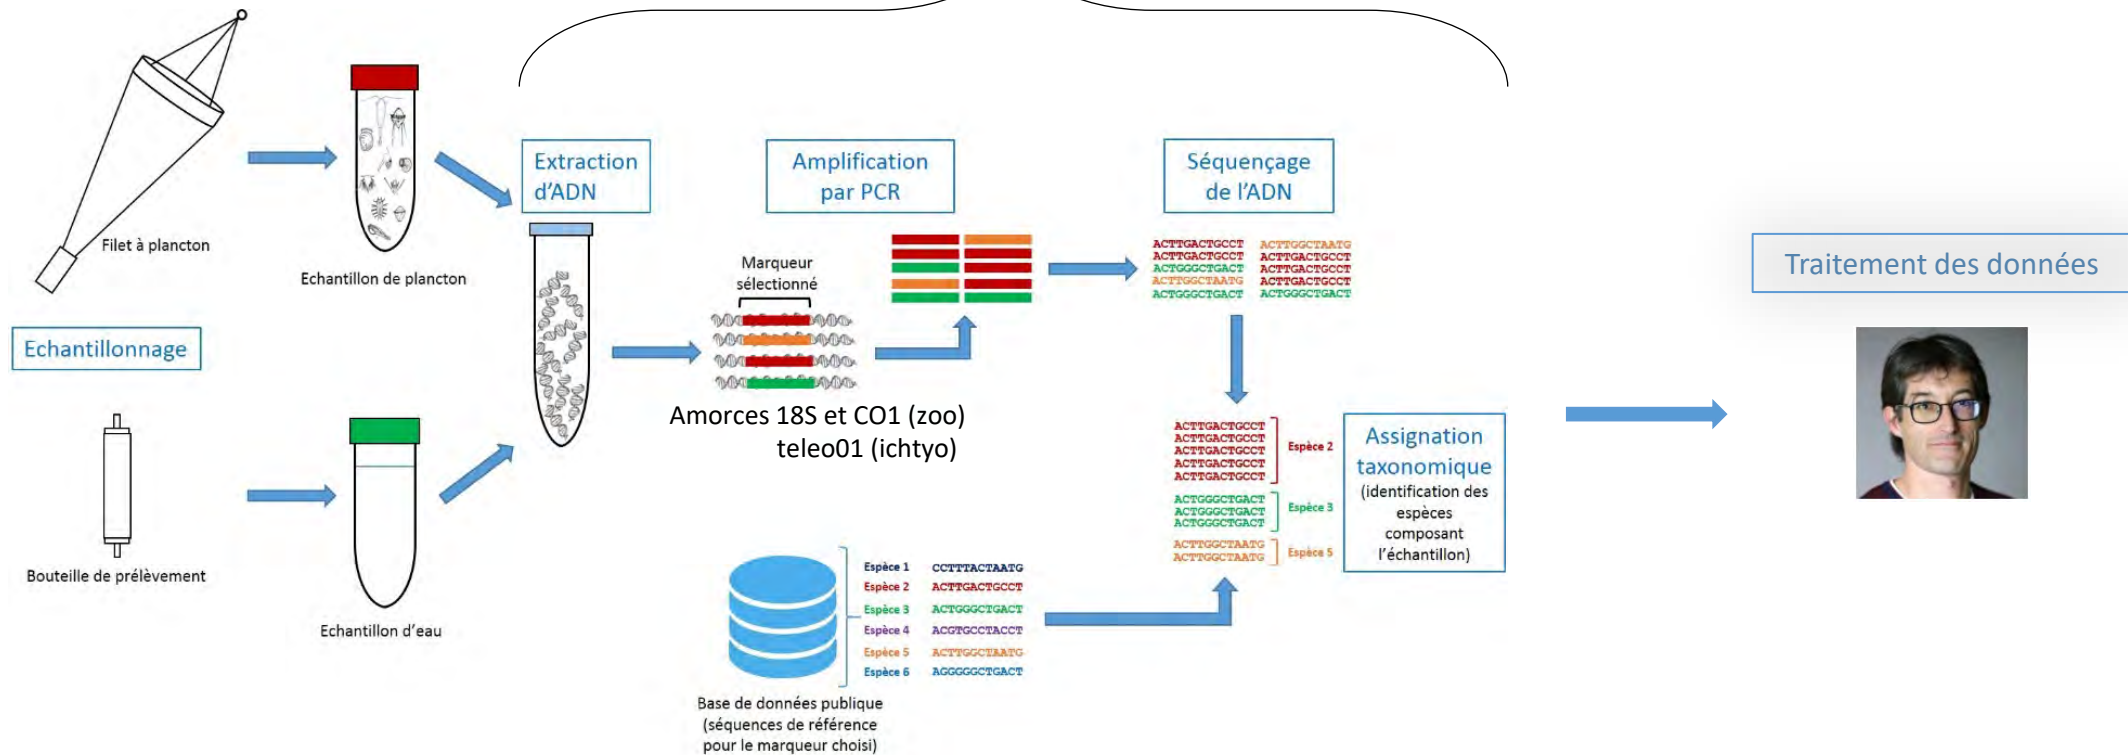 Filet à plancton
Echantillon de plancton
Echantillonnage
Bouteille de prélèvement
Echantillon d'eau
Extraction
d'ADN
Amplification
par PCR
Marqueur
sélectionné
Amorces 18S et CO1 (zoo)
teleo01 (ichtyo)
Séquençage
de l'ADN
ACTTGACTGCCT ACTTGGCTAATG
ACTTGACTGCCT ACTTGACTGCCT
ACTGGGCTGACT ACTTGACTGCCT
ACTTGGCTAATG ACTTGACTGCCT
ACTGGGCTGACT ACTGGGCTGACT
ACTTGACTGCCT
ACTTGACTGCCT
ACTTGACTGCCT
ACTTGACTGCCT
ACTTGACTGCCT
Espèce 2
ACTGGGCTGACT
ACTGGGCTGACT
ACTGGGCTGACT
Espèce 3
ACTTGGCTAATG
ACTTGGCTAATG
Espèce 5
Assignation
taxonomique
(identification des
espèces
composant
l'échantillon)
Espèce 1 CCTTTACTAATG
Espèce 2 ACTTGACTGCCT
Espèce 3 ACTGGGCTGACT
Espèce 4 ACGTGCCTACCT
Espèce 5 ACTTGGCTAATG
Espèce 6 AGGGGGCTGACT
Base de données publique
(séquences de référence
pour le marqueur choisi)
Traitement des données